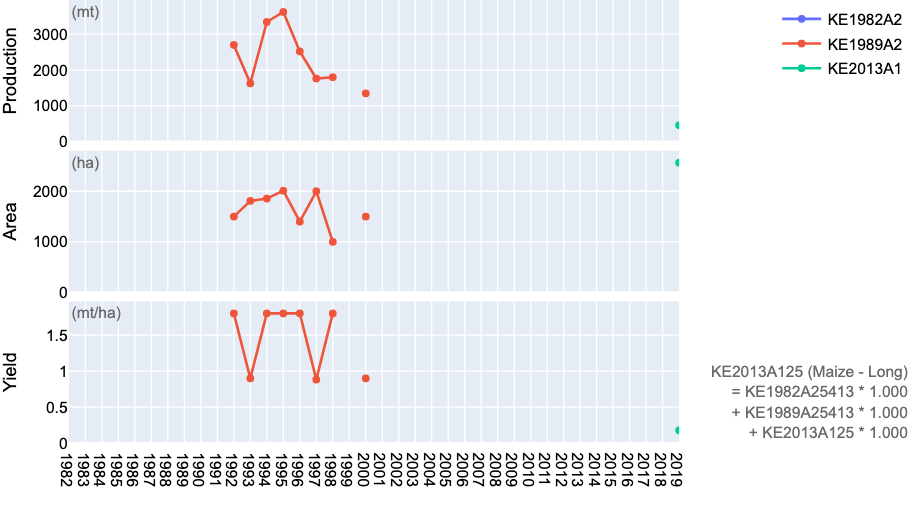 (mt)
Production
3000
2000
1000
0
(ha)
Area
2000
1000
0
(mt/ha)
Yield
1.5
1
0.5
0
1982 1983 1984 1985 1986 1987 1988 1989 1990 1991 1992 1993 1994 1995 1996 1997 1998 1999 2000 2001 2002 2003 2004 2005 2006 2007 2008 2009 2010 2011 2012 2013 2014 2015 2016 2017 2018 2019
KE1982A2
KE1989A2
KE2013A1
KE2013A125 (Maize - Long)
= KE1982A25413 * 1.000
+ KE1989A25413 * 1.000
+ KE2013A125 * 1.000